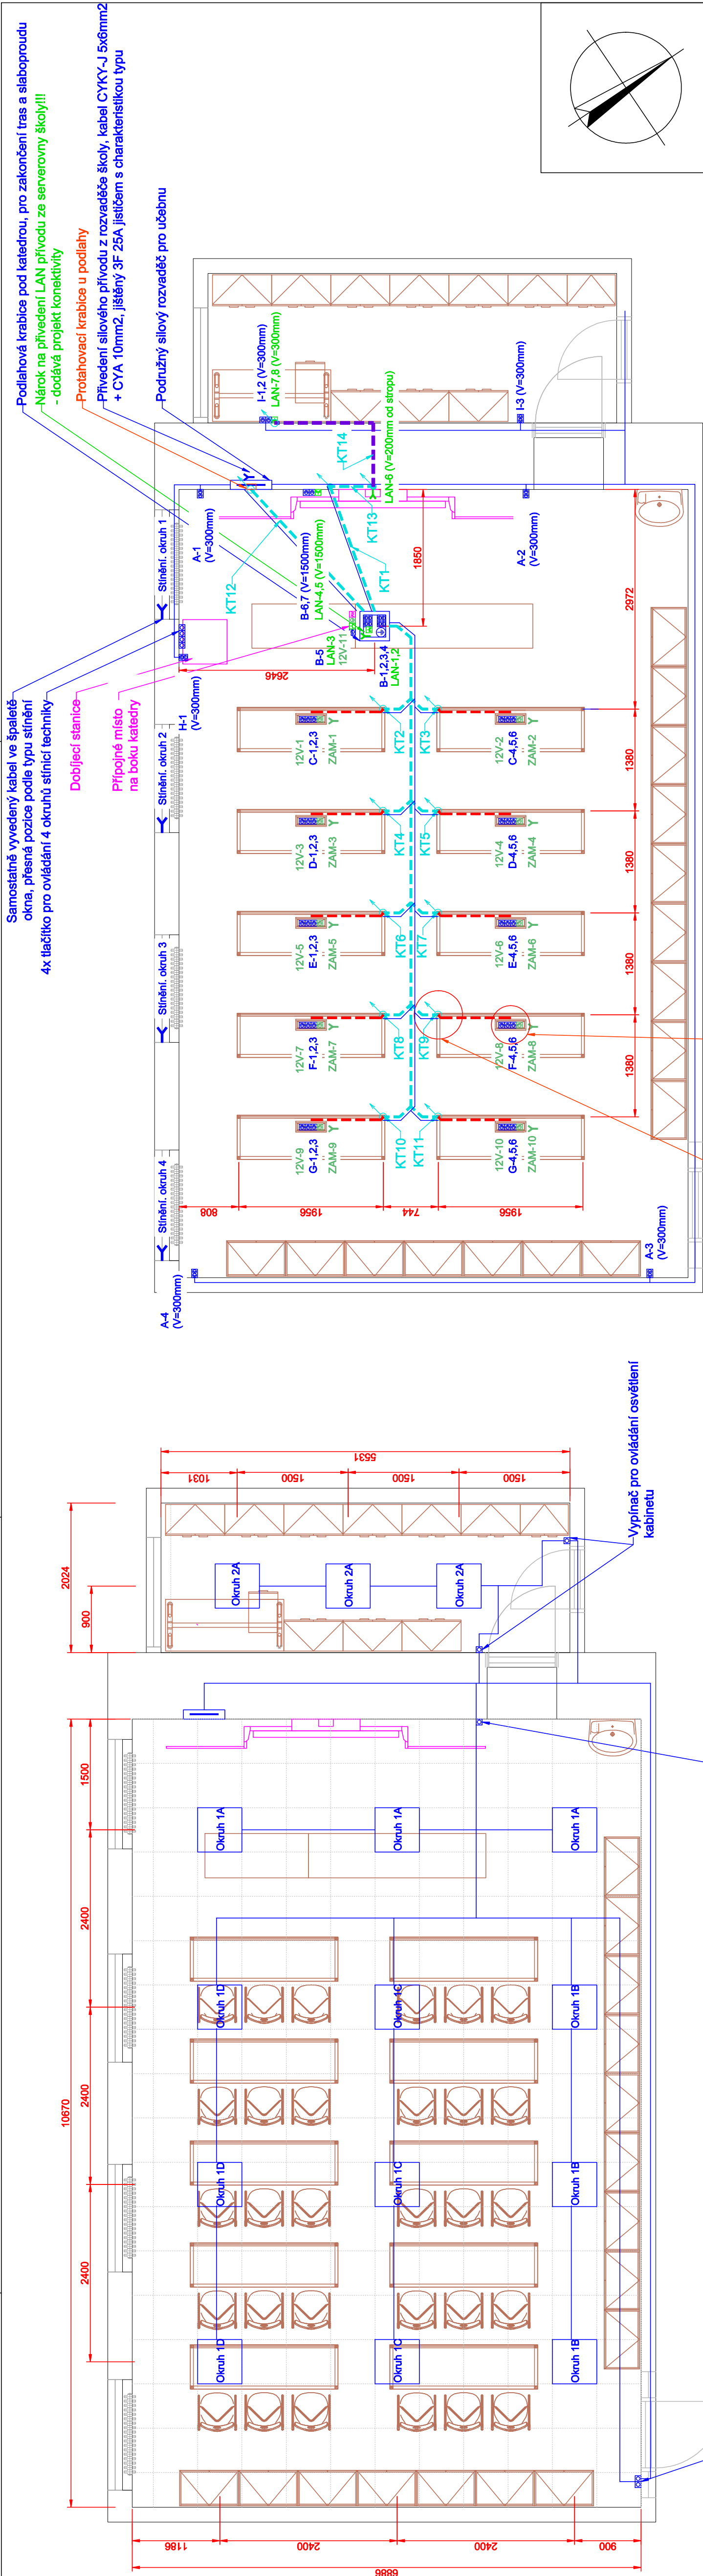 Podlahová krabice pod katedrou, pro zakončení tras a slaboproudu
Nárok na přivedení LAN přívodu ze serverovny školy!!!
- dodává projekt konektivity
Protahovací krabice u podlahy
Přivedení silového přívodu z rozvaděče školy, kabel CYKY-J 5x6mm2
+ CYA 10mm2, jištěný 3F 25A jističem s charakteristikou typu
Podružný silový rozvaděč pro učebnu
Samostatně vyvedený kabel ve špaletě
okna, přesná pozice podle typu stínění
4x tlačítko pro ovládání 4 okruhů stínicí techniky
Dobíjecí stanice
Přípojné místo
na boku katedry
Stínění. okruh 1
Stínění. okruh 2
Stínění. okruh 3
Stínění. okruh 4
H-1
(V=300mm)
A-1
(V=300mm)
A-2
(V=300mm)
A-3
(V=300mm)
A-4
(V=300mm)
I-1,2 (V=300mm)
LAN-7,8 (V=300mm)
I-3 (V=300mm)
LAN-6 (V=200mm od stropu)
B-6,7 (V=1500mm)
LAN-4,5 (V=1500mm)
B-5
LAN-3
12V-11
B-1,2,3,4
LAN-1,2
KT12
KT14
KT13
KT1
KT2
KT3
KT4
KT5
KT6
KT7
KT8
KT9
KT10
KT11
12V-1
C-1,2,3
ZAM-1
12V-2
C-4,5,6
ZAM-2
12V-3
D-1,2,3
ZAM-3
12V-4
D-4,5,6
ZAM-4
12V-5
E-1,2,3
ZAM-5
12V-6
E-4,5,6
ZAM-6
12V-7
F-1,2,3
ZAM-7
12V-8
F-4,5,6
ZAM-8
12V-9
G-1,2,3
ZAM-9
12V-10
G-4,5,6
ZAM-10
2646
1850
2972
1380
1380
1380
1380
808
1956
744
1956
Vypínač pro ovládání osvětlení
kabinetu
2024
900
5531
1031
1500
1500
1500
10670
1500
2400
2400
2400
6886
1186
2400
2400
900
Okruh 2A
Okruh 2A
Okruh 2A
Okruh 1A
Okruh 1A
Okruh 1A
Okruh 1D
Okruh 1C
Okruh 1B
Okruh 1D
Okruh 1C
Okruh 1B
Okruh 1D
Okruh 1C
Okruh 1B